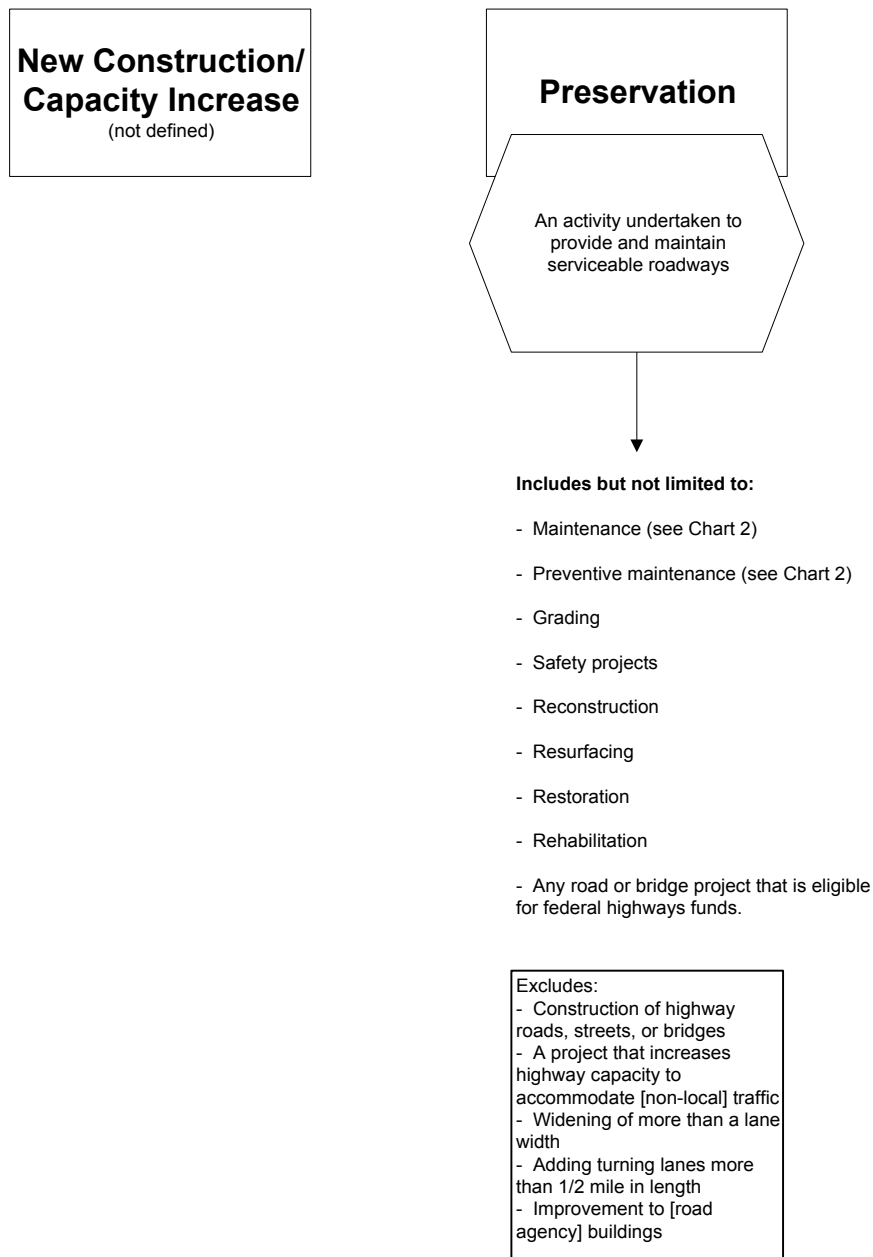 New Construction/
Capacity Increase
(not defined)
Preservation
An activity undertaken to
provide and maintain
serviceable roadways
Includes but not limited to:
- Maintenance (see Chart 2)
- Preventive maintenance (see Chart 2)
- Grading
- Safety projects
- Reconstruction
- Resurfacing
- Restoration
- Rehabilitation
- Any road or bridge project that is eligible
for federal highways funds.
Excludes:
- Construction of highway
roads, streets, or bridges
- A project that increases
highway capacity to
accommodate [non-local] traffic
- Widening of more than a lane
width
- Adding turning lanes more
than 1/2 mile in length
- Improvement to [road
agency] buildings